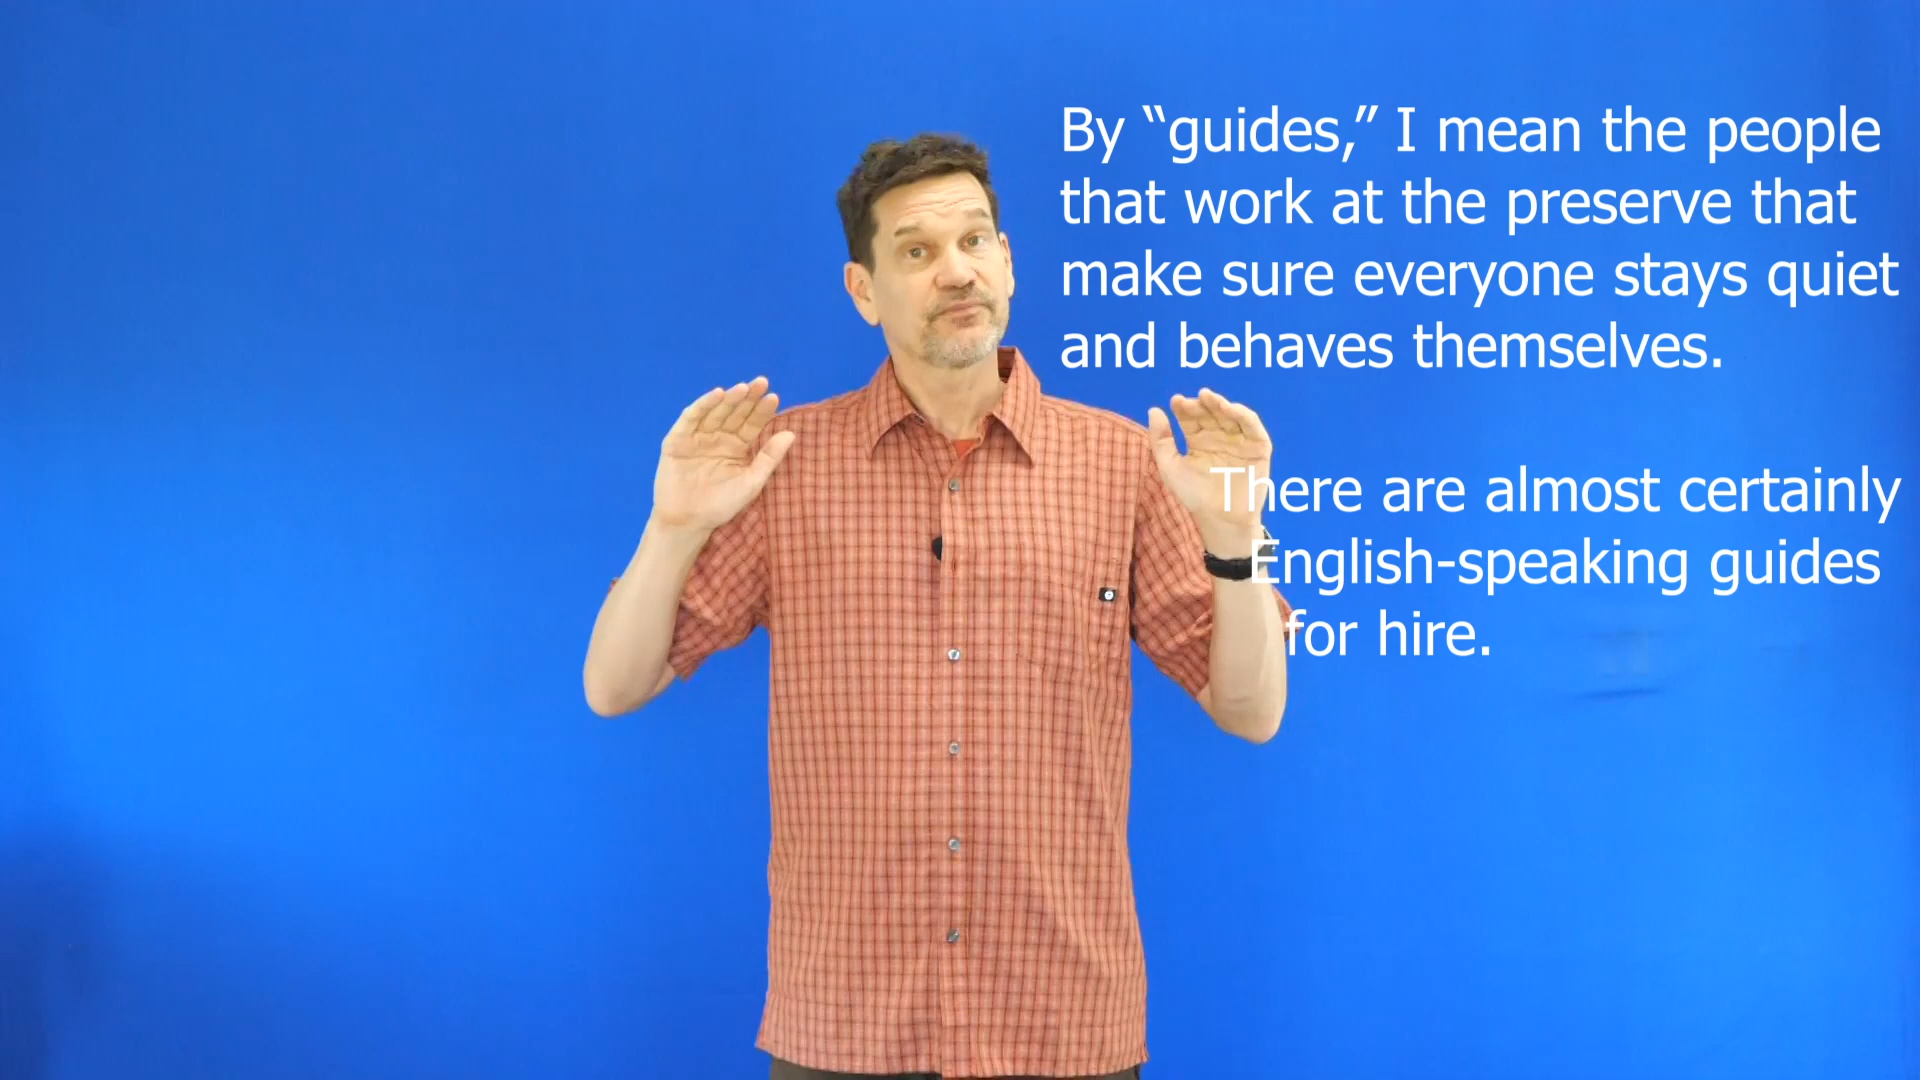 By “guides,” I mean the people
that work at the preserve that
make sure everyone stays quiet
and behaves themselves.
There are almost certainly
English-speaking guides
for hire.